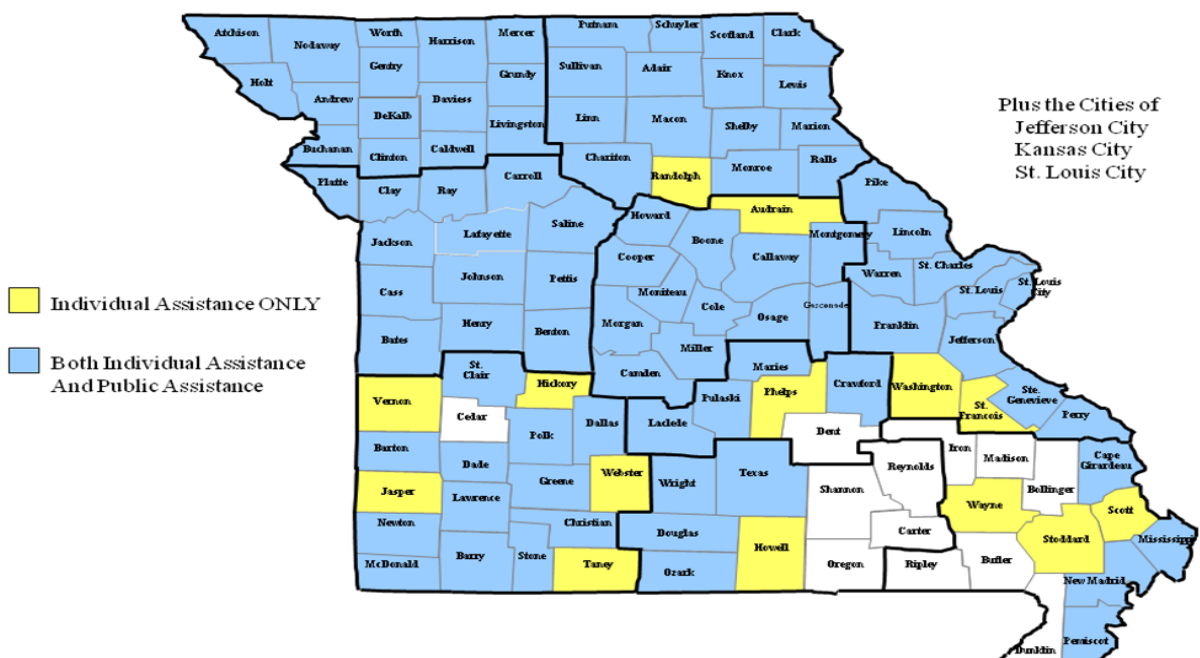 Atchison
Nodaway
Worth
Harrison
Mercer
Putnam
Schuyler
Scotland
Clark
Gentry
Grundy
Sullivan
Adair
Knox
Lewis
Holt
Andrew
DeKalb
Daviess
Livingston
Linn
Macon
Shelby
Marion
Buchanan
Clinton
Caldwell
Chariton
Randolph
Monroe
Ralls
Plus the Cities of
Jefferson City
Kansas City
St. Louis City
Platte
Clay
Ray
Carroll
Pike
Jackson
Lafayette
Saline
Howard
Audrain
Boone
Montgomery
Lincoln
Cass
Johnson
Pettis
Cooper
Callaway
Warren
St. Charles
St. Louis
St. Louis
City
Moniteau
Cole
Osage
Gasconade
Franklin
Jefferson
Bates
Henry
Benton
Morgan
Miller
Camden
Maries
Individual Assistance ONLY
Both Individual Assistance
And Public Assistance
St.
Clair
Hickory
Vernon
Cedar
Polk
Dallas
Laclede
Pulaski
Phelps
Crawford
Dent
Washington
St.
Francois
Ste.
Genevieve
Perry
Barton
Dade
Greene
Webster
Wright
Texas
Shannon
Reynolds
Iron
Madison
Bollinger
Cape
Girardeau
Jasper
Lawrence
Christian
Douglas
Howell
Carter
Wayne
Stoddard
Scott
Mississippi
Newton
McDonald
Barry
Stone
Taney
Ozark
Oregon
Ripley
Butler
New Madrid
Dunklin
Pemiscot